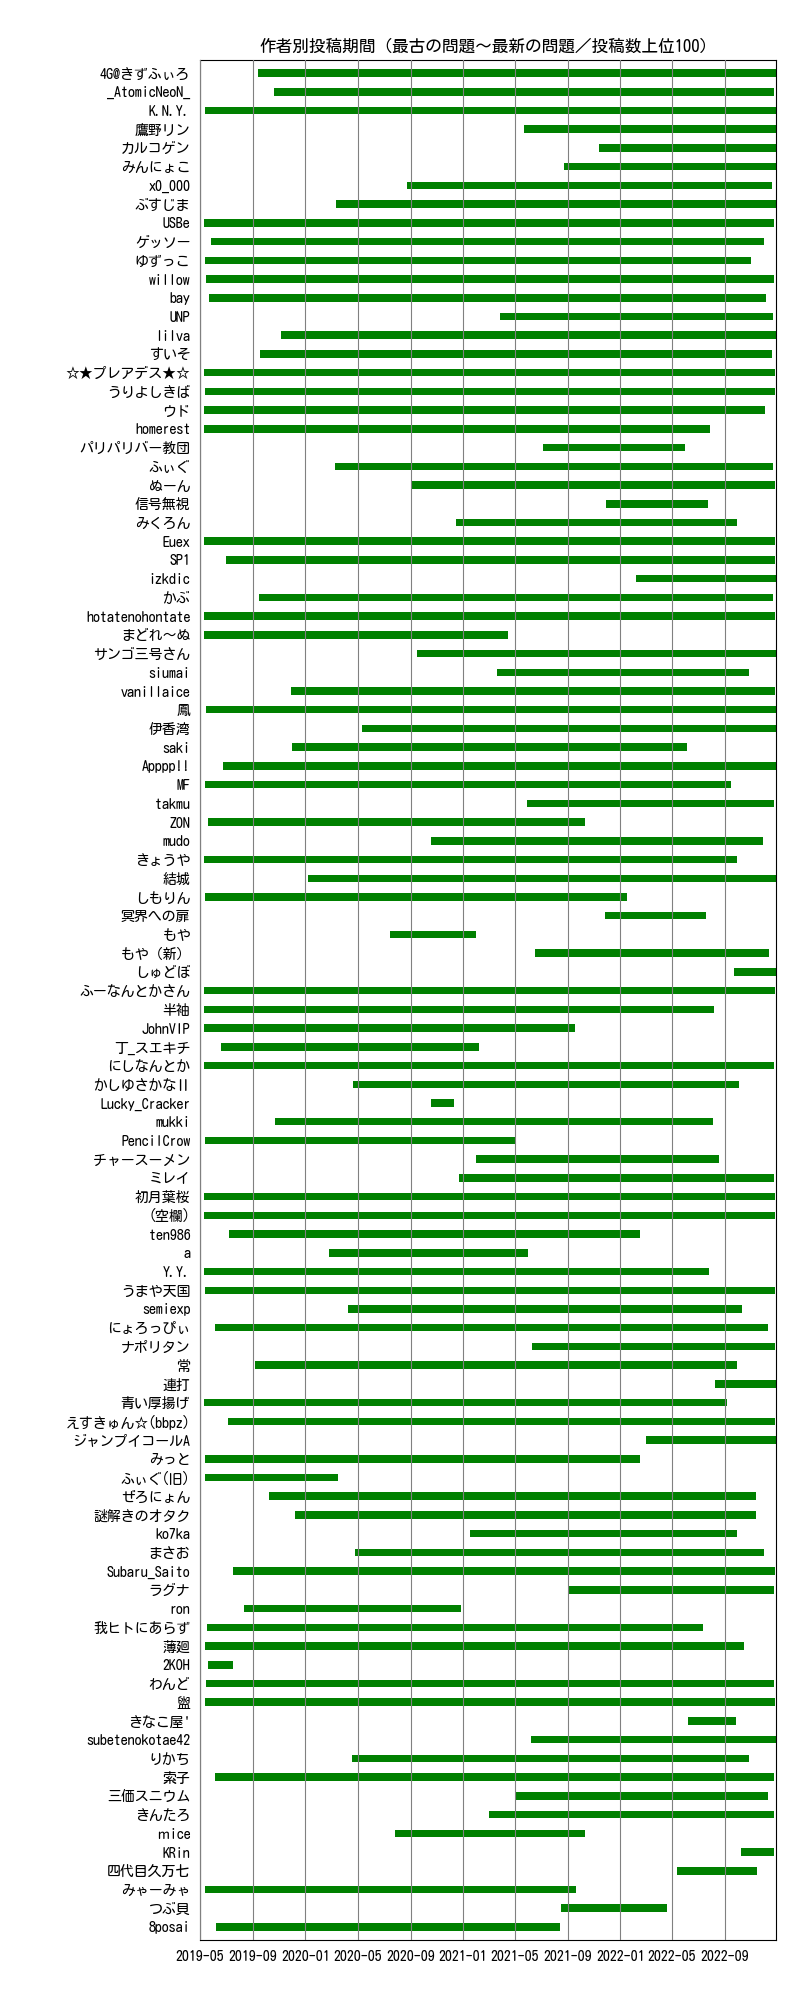 作者別投稿期間（最古の問題～最新の問題／投稿数上位100）
4G@きずふぃろ
_AtomicNeoN_
K.N.Y.
鷹野リン
カルコゲン
みんにょこ
x0_000
ぶすじま
USBe
ゲッソー
ゆずっこ
willow
bay
UNP
lilva
すいそ
☆★プレアデス★☆
うりよしきば
ウド
homerest
パリパリバー教団
ふぃぐ
ぬーん
信号無視
みくろん
Euex
SP1
izkdic
かぶ
hotatenohontate
まどれ～ぬ
サンゴ三号さん
siumai
vanillaice
鳳
伊香湾
saki
Appppl!
MF
takmu
ZON
mudo
きょうや
結城
しもりん
冥界への扉
もや
もや（新）
しゅどぼ
ふーなんとかさん
半袖
JohnVIP
丁_スエキチ
にしなんとか
かしゆさかなⅡ
Lucky_Cracker
mukki
PencilCrow
チャースーメン
ミレイ
初月葉桜
(空欄)
ten986
a
Y.Y.
うまや天国
semiexp
にょろっぴぃ
ナポリタン
常
連打
青い厚揚げ
えすきゅん☆(bbpz)
ジャンプイコールA
みっと
ふぃぐ(旧)
ぜろにょん
謎解きのオタク
ko7ka
まさお
Subaru_Saito
ラグナ
ron
我ヒトにあらず
薄廻
2KOH
わんど
盥
きなこ屋'
subetenokotae42
りかち
索子
三価スニウム
きんたろ
mice
KRin
四代目久万七
みゃーみゃ
つぶ貝
8posai
2019-05 2019-09 2020-01 2020-05 2020-09 2021-01 2021-05 2021-09 2022-01 2022-05 2022-09